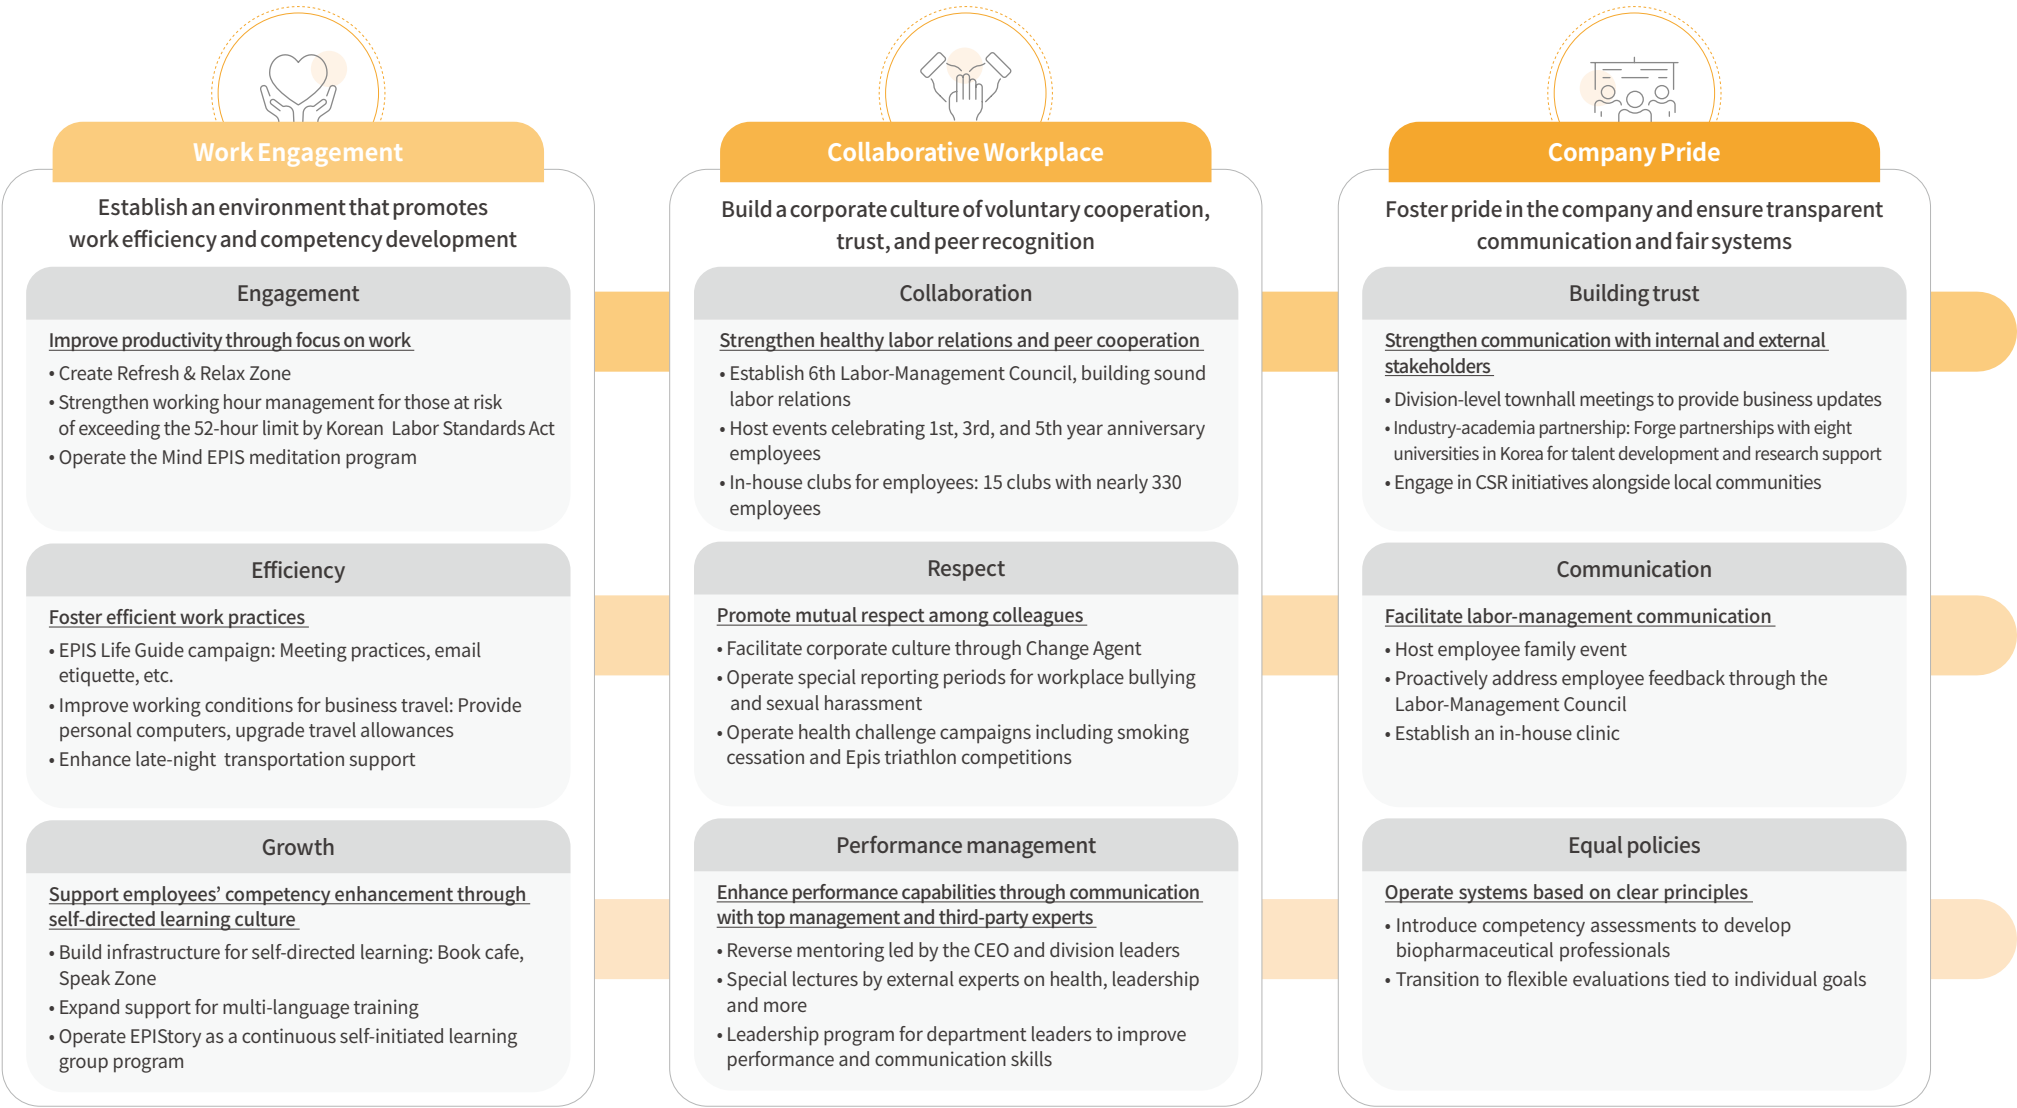 Work Engagement
Establish an environment that promotes
work efficiency and competency development
Engagement
Improve productivity through focus on work
• Create Refresh & Relax Zone
• Strengthen working hour management for those at risk
of exceeding the 52-hour limit by Korean Labor Standards Act
• Operate the Mind EPIS meditation program
Efficiency
Foster efficient work practices
• EPIS Life Guide campaign: Meeting practices, email
etiquette, etc.
• Improve working conditions for business travel: Provide
personal computers, upgrade travel allowances
• Enhance late-night transportation support
Growth
Support employees’ competency enhancement through
self-directed learning culture
• Build infrastructure for self-directed learning: Book cafe,
Speak Zone
• Expand support for multi-language training
• Operate EPIStory as a continuous self-initiated learning
group program
Collaborative Workplace
Build a corporate culture of voluntary cooperation,
trust, and peer recognition
Collaboration
Strengthen healthy labor relations and peer cooperation
• Establish 6th Labor-Management Council, building sound
labor relations
• Host events celebrating 1st, 3rd, and 5th year anniversary
employees
• In-house clubs for employees: 15 clubs with nearly 330
employees
Respect
Promote mutual respect among colleagues
• Facilitate corporate culture through Change Agent
• Operate special reporting periods for workplace bullying
and sexual harassment
• Operate health challenge campaigns including smoking
cessation and Epis triathlon competitions
Performance management
Enhance performance capabilities through communication
with top management and third-party experts
• Reverse mentoring led by the CEO and division leaders
• Special lectures by external experts on health, leadership
and more
• Leadership program for department leaders to improve
performance and communication skills
Company Pride
Foster pride in the company and ensure transparent
communication and fair systems
Building trust
Strengthen communication with internal and external
stakeholders
• Division-level townhall meetings to provide business updates
• Industry-academia partnership: Forge partnerships with eight
universities in Korea for talent development and research support
• Engage in CSR initiatives alongside local communities
Communication
Facilitate labor-management communication
• Host employee family event
• Proactively address employee feedback through the
Labor-Management Council
• Establish an in-house clinic
Equal policies
Operate systems based on clear principles
• Introduce competency assessments to develop
biopharmaceutical professionals
• Transition to flexible evaluations tied to individual goals